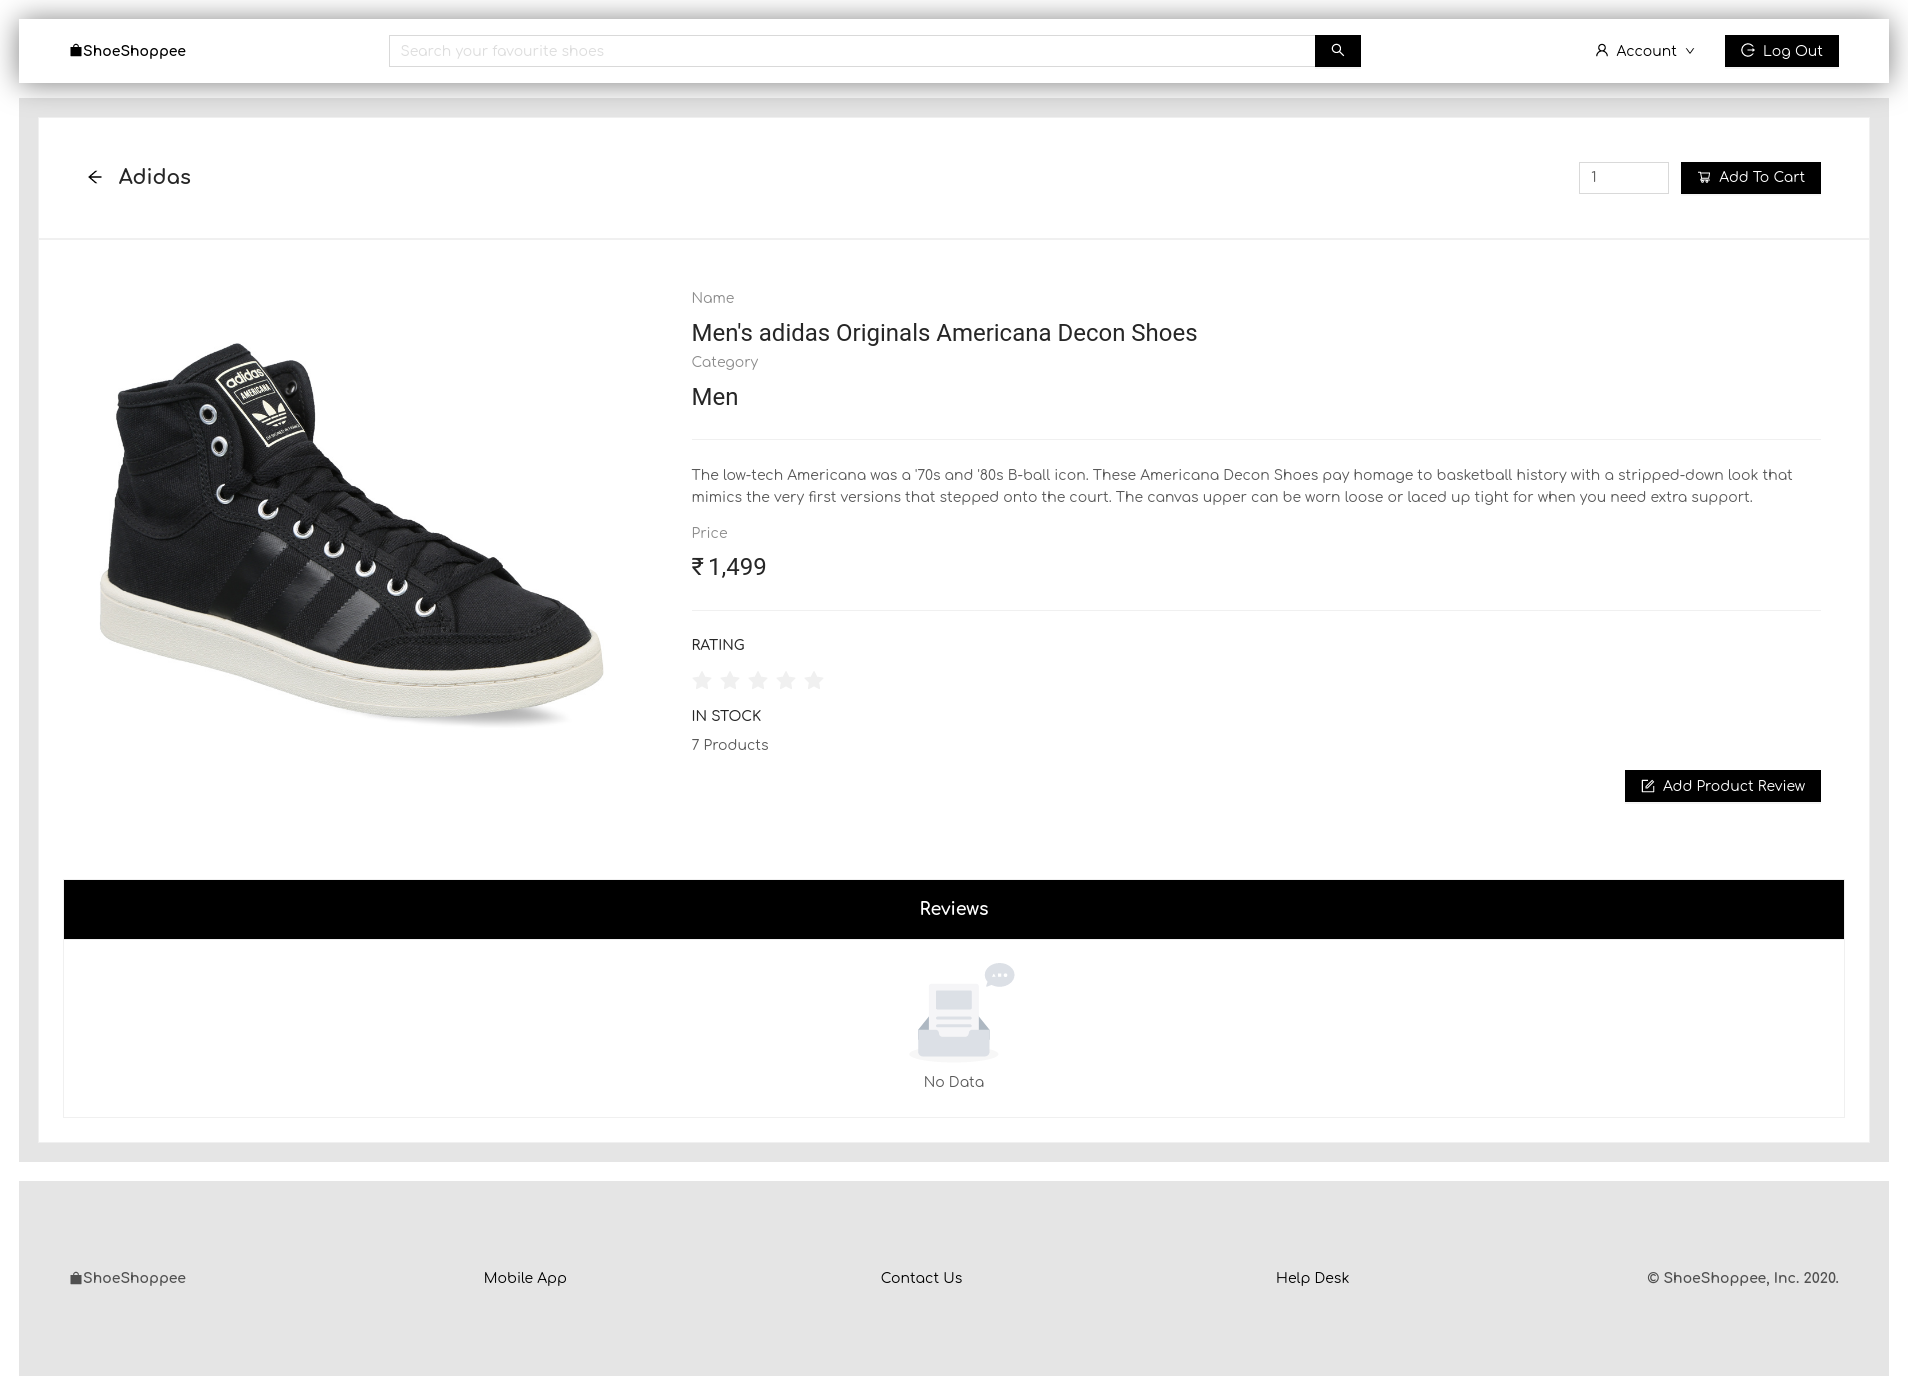 ShoeShoppee
Search your favourite shoes
Account
Log Out
Adidas
1
Add To Cart
adidas
AMERICANA
Name
Men's adidas Originals Americana Decon Shoes
Category
Men
The low-tech Americana was a '70s and '80s B-ball icon. These Americana Decon Shoes pay homage to basketball history with a stripped-down look that
mimics the very first versions that stepped onto the court. The canvas upper can be worn loose or laced up tight for when you need extra support.
Price
₹ 1,499
RATING
IN STOCK
7 Products
Add Product Review
Reviews
No Data
ShoeShoppee
Mobile App
Contact Us
Help Desk
© ShoeShoppee, Inc. 2020.